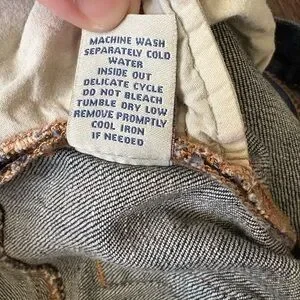 MACHINE WASH
SEPARATELY COLD
WATER
INSIDE OUT
DELICATE CYCLE
DO NOT BLEACH
TUMBLE DRY LOW
REMOVE PROMPTLY
COOL IRON
IF NEEDED